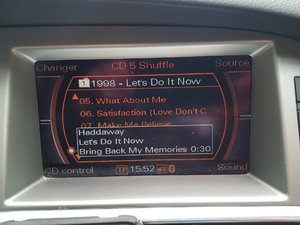 Changer
CD 5 Shuffle
Source
1 1998 - Let's Do It Now
05. What About Me
06. Satisfaction (Love Don't C
07. Make Me Believe
Haddaway
Let's Do It Now
Bring Back My Memories 0:30
CD control
TP 15:52
Sound